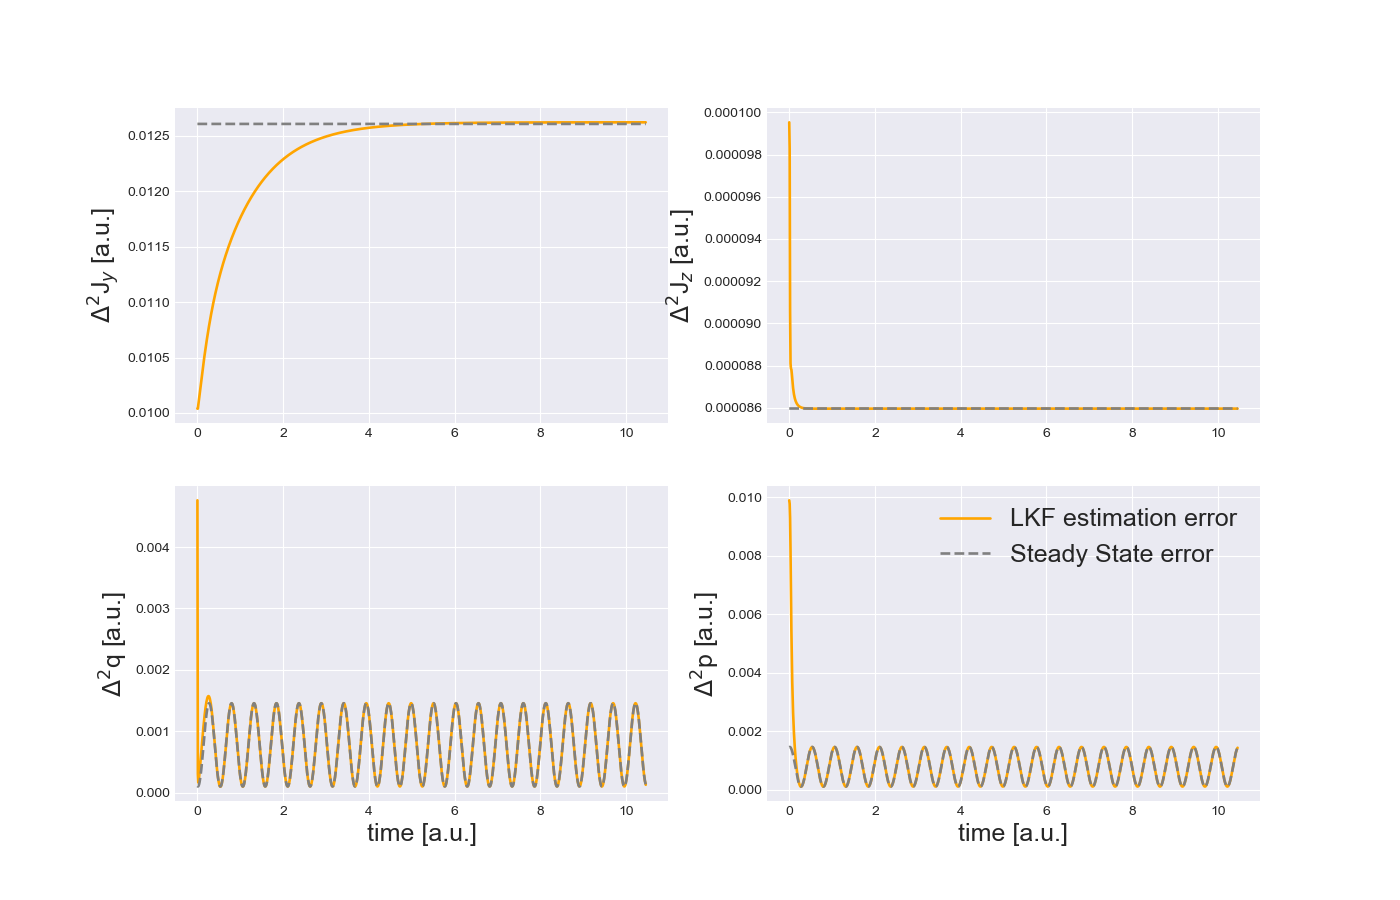 Δ²J_y [a.u.]
0.0125
0.0120
0.0115
0.0110
0.0105
0.0100
0 2 4 6 8 10
Δ²J_z [a.u.]
0.000100
0.000098
0.000096
0.000094
0.000092
0.000090
0.000088
0.000086
0 2 4 6 8 10
Δ²q [a.u.]
0.004
0.003
0.002
0.001
0.000
0 2 4 6 8 10
time [a.u.]
Δ²p [a.u.]
0.010
0.008
0.006
0.004
0.002
0.000
LKF estimation error
Steady State error
0 2 4 6 8 10
time [a.u.]